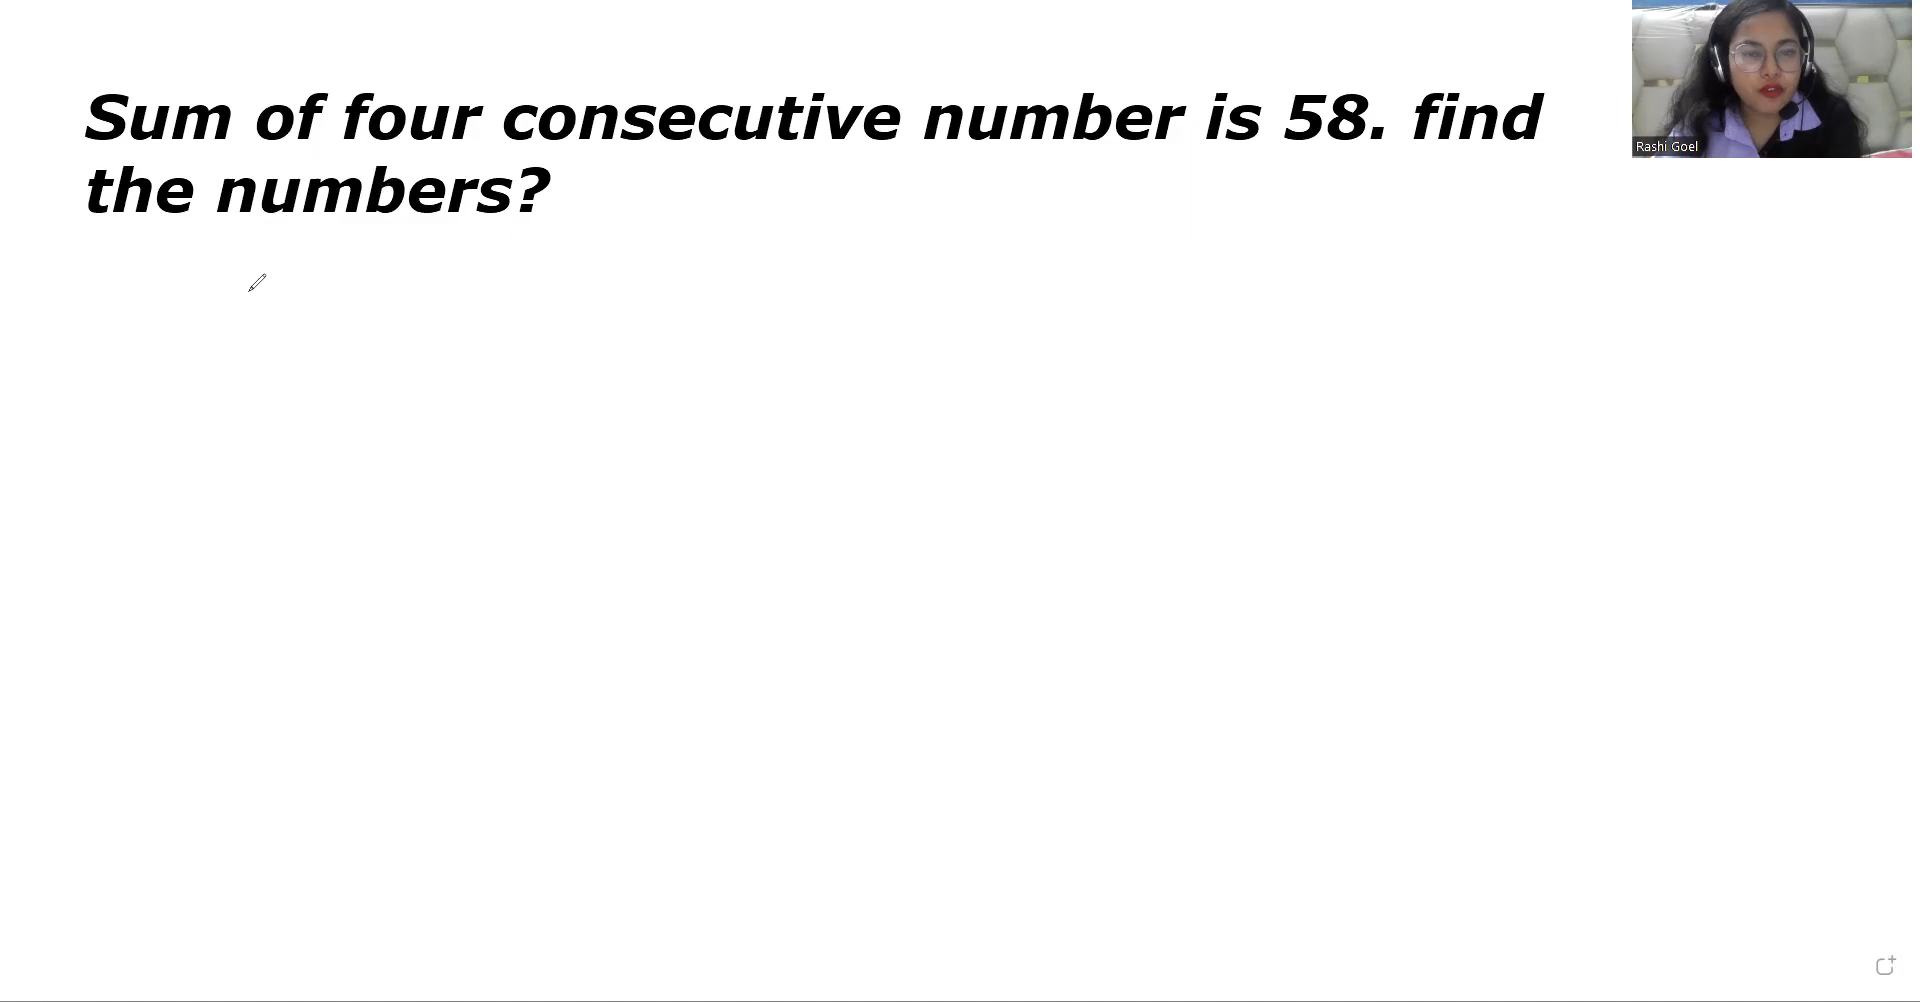 Sum of four consecutive number is 58. find
the numbers?
Rashi Goel